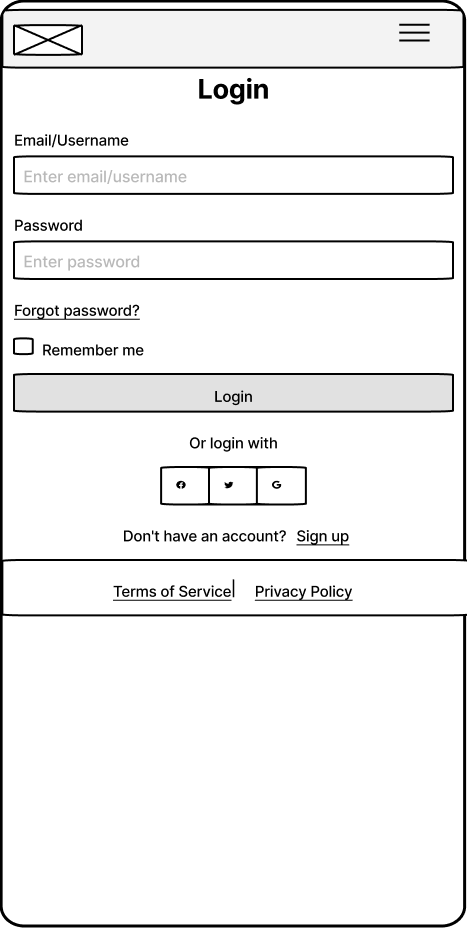 Login
Email/Username
Enter email/username
Password
Enter password
Forgot password?
Remember me
Login
Or login with
Don't have an account? Sign up
Terms of Service Privacy Policy